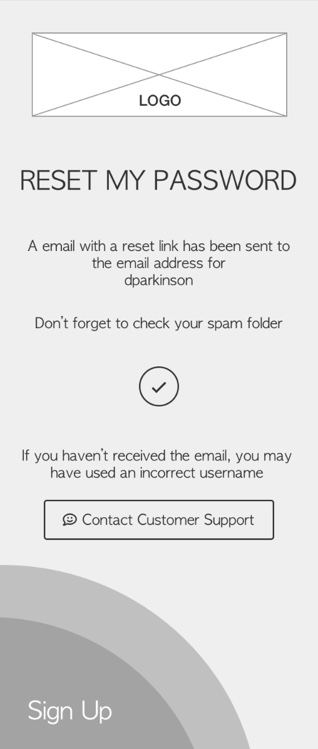 LOGO
RESET MY PASSWORD
A email with a reset link has been sent to
the email address for
dparkinson
Don't forget to check your spam folder
If you haven't received the email, you may
have used an incorrect username
Contact Customer Support
Sign Up